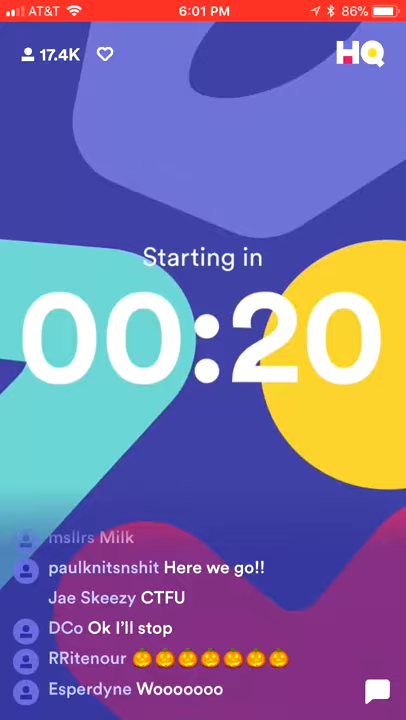 AT&T 6:01 PM 86%
17.4K HQ
Starting in
00:20
msllrs Milk
paulknitsnshit Here we go!!
Jae Skeezy CTFU
DCo Ok I'll stop
RRitenour 🎃🎃🎃🎃🎃🎃🎃
Esperdyne Wooooooo